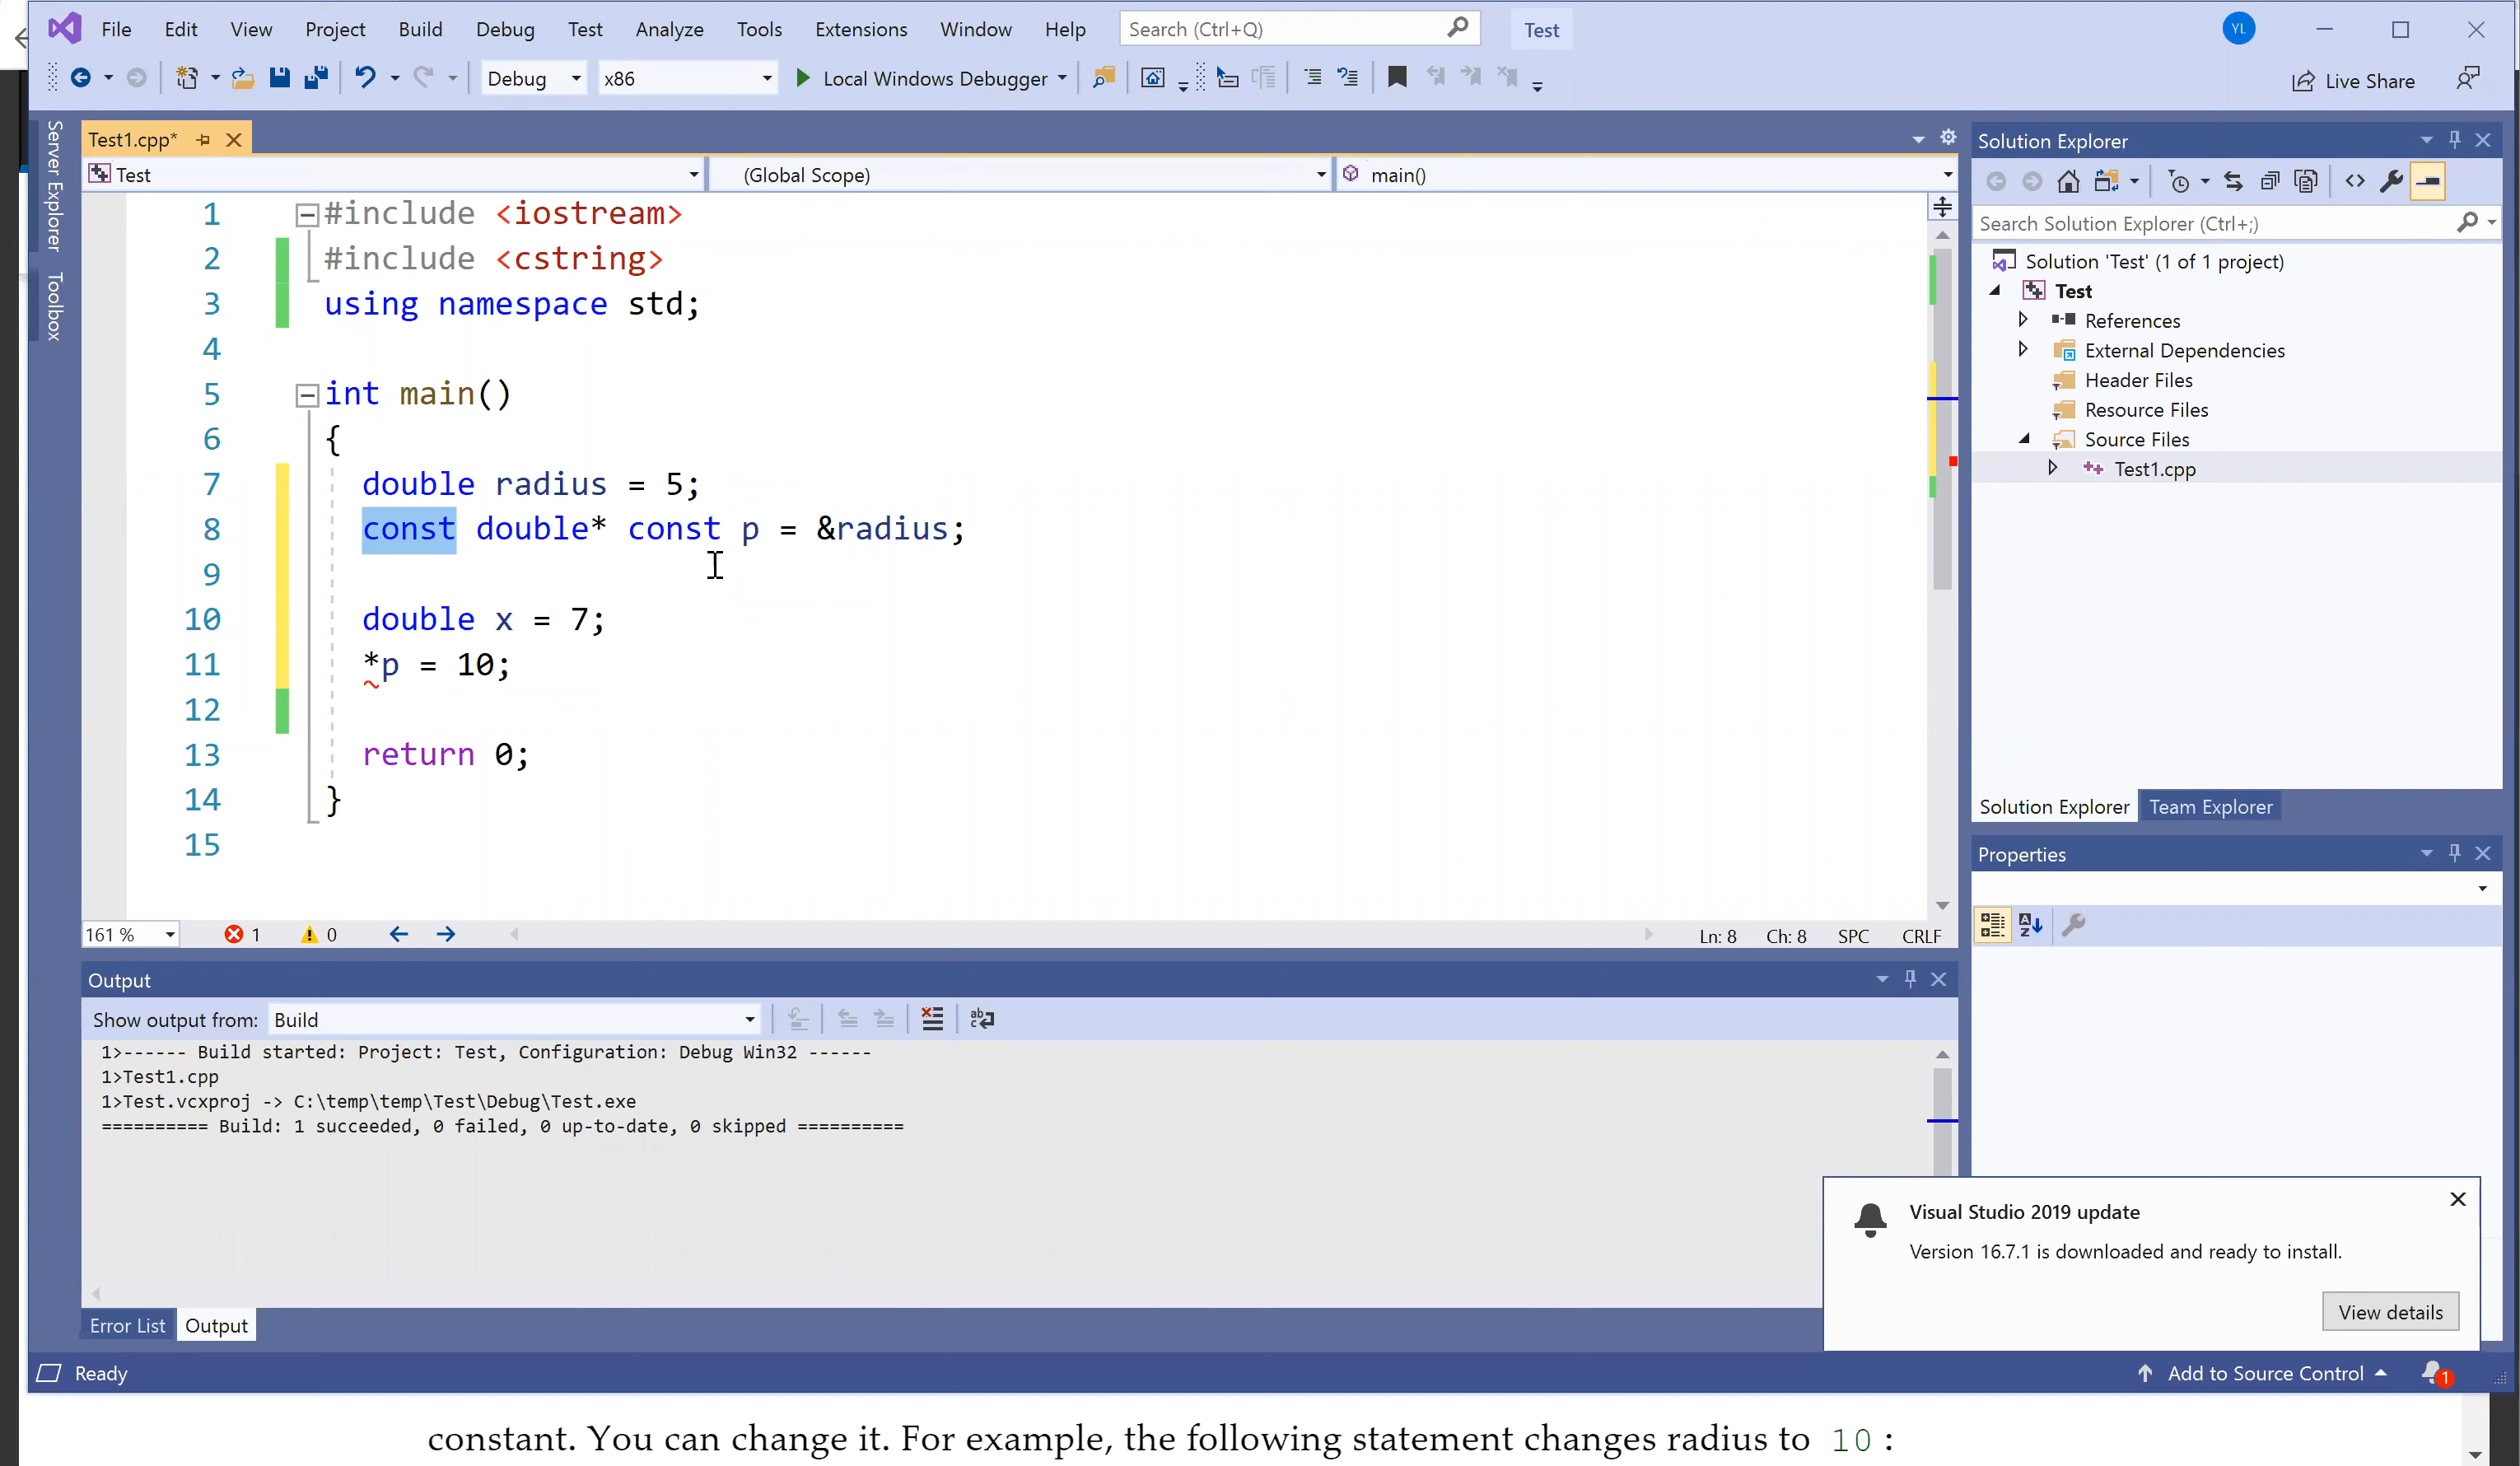 File Edit View Project Build Debug Test Analyze Tools Extensions Window Help Search (Ctrl+Q) Test YL
Debug x86 Local Windows Debugger Live Share
Server Explorer
Toolbox
Test1.cpp*
Test (Global Scope) main()
1 #include <iostream>
2 #include <cstring>
3 using namespace std;
4
5 int main()
6 {
7 double radius = 5;
8 const double* const p = &radius;
9
10 double x = 7;
11 *p = 10;
12
13 return 0;
14 }
15
161 % 1 0 Ln: 8 Ch: 8 SPC CRLF
Output
Show output from: Build
1>------ Build started: Project: Test, Configuration: Debug Win32 ------
1>Test1.cpp
1>Test.vcxproj -> C:\temp\temp\Test\Debug\Test.exe
========== Build: 1 succeeded, 0 failed, 0 up-to-date, 0 skipped ==========
Error List Output
Solution Explorer
Search Solution Explorer (Ctrl+;)
Solution 'Test' (1 of 1 project)
Test
References
External Dependencies
Header Files
Resource Files
Source Files
Test1.cpp
Solution Explorer Team Explorer
Properties
Visual Studio 2019 update
Version 16.7.1 is downloaded and ready to install.
View details
Ready Add to Source Control 1
constant. You can change it. For example, the following statement changes radius to 10 :